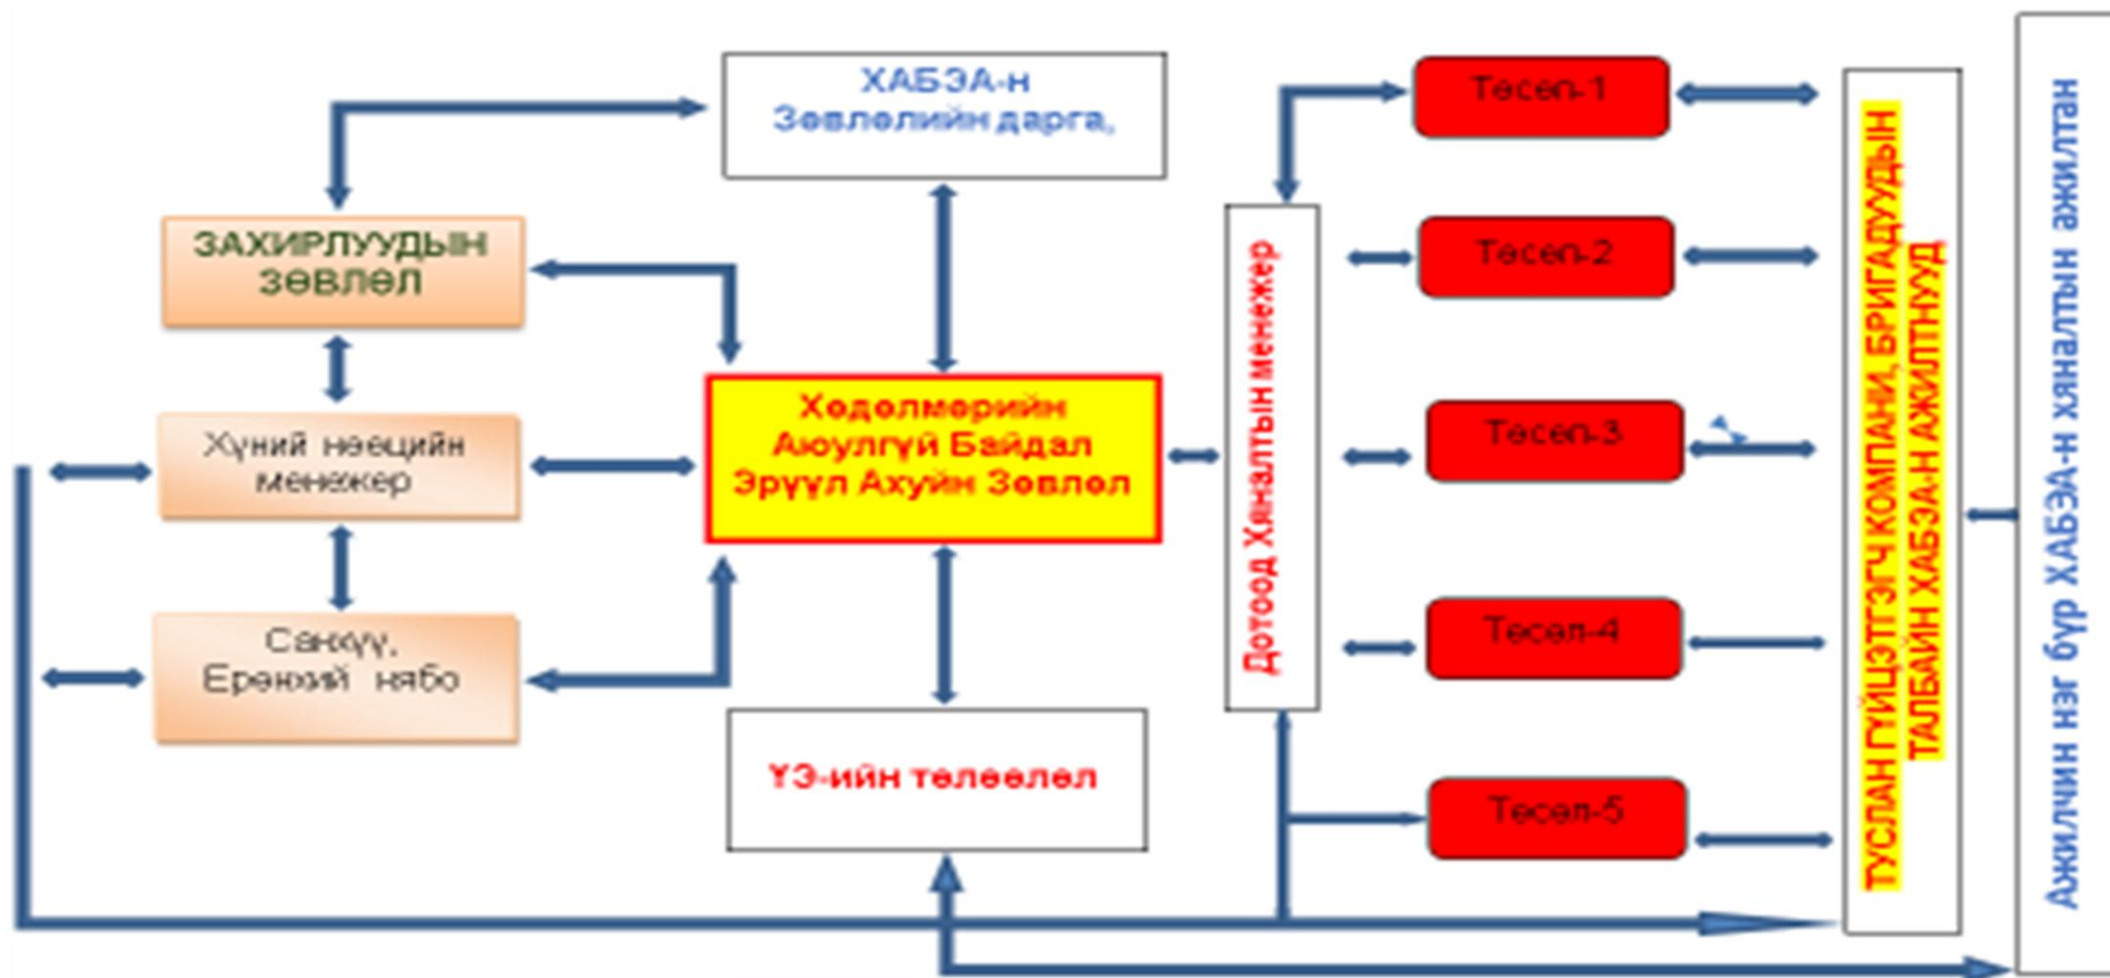 ХАБЭА-н
Зөвлөлийн дарга,
ЗАХИРЛУУДЫН
ЗӨВЛӨЛ
Хүний нөөцийн
менежер
Санхүү,
Ерөнхий нябо
Хөдөлмөрийн
Аюулгүй Байдал
Эрүүл Ахуйн Зөвлөл
ҮЭ-ийн төлөөлөл
Дотоод Хяналтын менежер
Төсөл-1
Төсөл-2
Төсөл-3
Төсөл-4
Төсөл-5
ТУСЛАН ГҮЙЦЭТГЭГЧ КОМПАНИ, БРИГАДУУДЫН
ТАЛБАЙН ХАБЭА-Н АЖИЛТНУУД
Ажилчин нэг бүр ХАБЭА-н хяналтын ажилтан